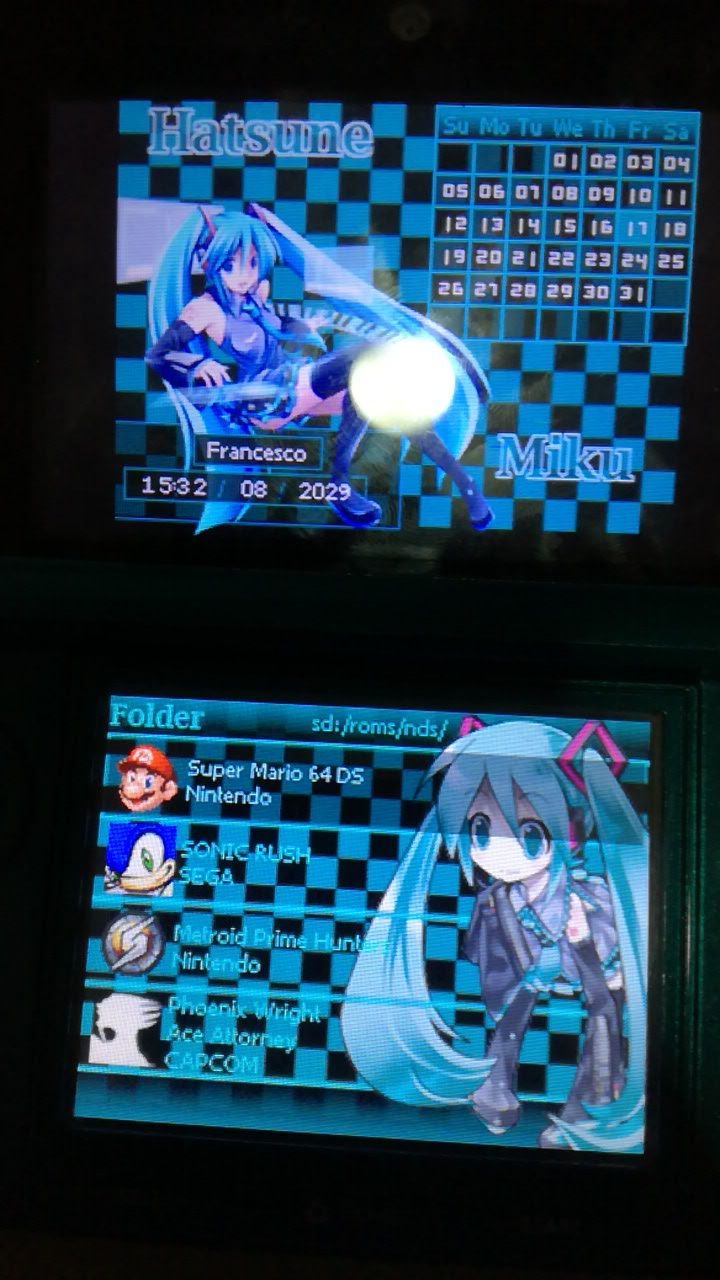 Hatsune
Su Mo Tu We Th Fr Sa
01 02 03 04
05 06 07 08 09 10 11
12 13 14 15 16 17 18
19 20 21 22 23 24 25
26 27 28 29 30 31
Miku
Francesco
15:32 / 08 / 2029
Folder
sd:/roms/nds/
Super Mario 64 DS
Nintendo
SONIC RUSH
SEGA
Metroid Prime Hunters
Nintendo
Phoenix Wright
Ace Attorney
CAPCOM